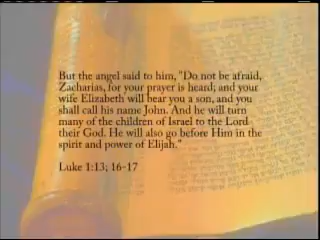 But the angel said to him, "Do not be afraid,
Zacharias, for your prayer is heard; and your
wife Elizabeth will bear you a son, and you
shall call his name John. And he will turn
many of the children of Israel to the Lord
their God. He will also go before Him in the
spirit and power of Elijah."
Luke 1:13; 16-17